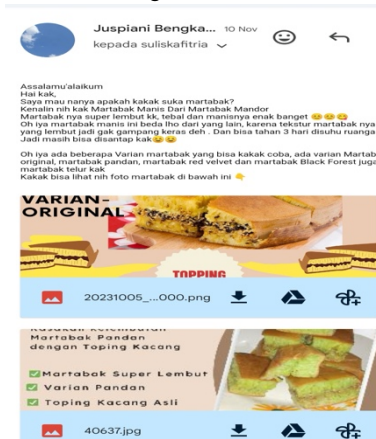 Juspiani Bengka... 10 Nov
kepada suliskafitria
Assalamu'alaikum
Hai kak,
Saya mau nanya apakah kakak suka martabak?
Kenalin nih kak Martabak Manis Dari Martabak Mandor
Martabak nya super lembut kk, tebal dan manisnya enak banget 😊😊😋
Oh iya martabak manis ini beda lho dari yang lain, karena tekstur martabak nya
yang lembut jadi gak gampang keras deh . Dan bisa tahan 3 hari disuhu ruanga
Jadi masih bisa disantap kak😊😊
Oh iya ada beberapa Varian martabak yang bisa kakak coba, ada varian Martab
original, martabak pandan, martabak red velvet dan martabak Black Forest juga
martabak telur kak
Kakak bisa lihat nih foto martabak di bawah ini 👇
VARIAN-
ORIGINAL
TOPPING
20231005_...000.png
Rasakan Kelembutan
Martabak Pandan
dengan Toping Kacang
✅Martabak Super Lembut
✅ Varian Pandan
✅ Toping Kacang Asli
40637.jpg